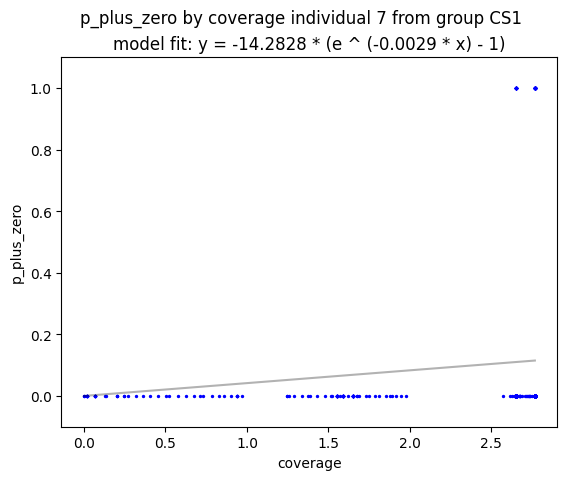 p_plus_zero by coverage individual 7 from group CS1
model fit: y = -14.2828 * (e ^ (-0.0029 * x) - 1)
1.0
0.8
0.6
0.4
0.2
0.0
p_plus_zero
0.0 0.5 1.0 1.5 2.0 2.5
coverage